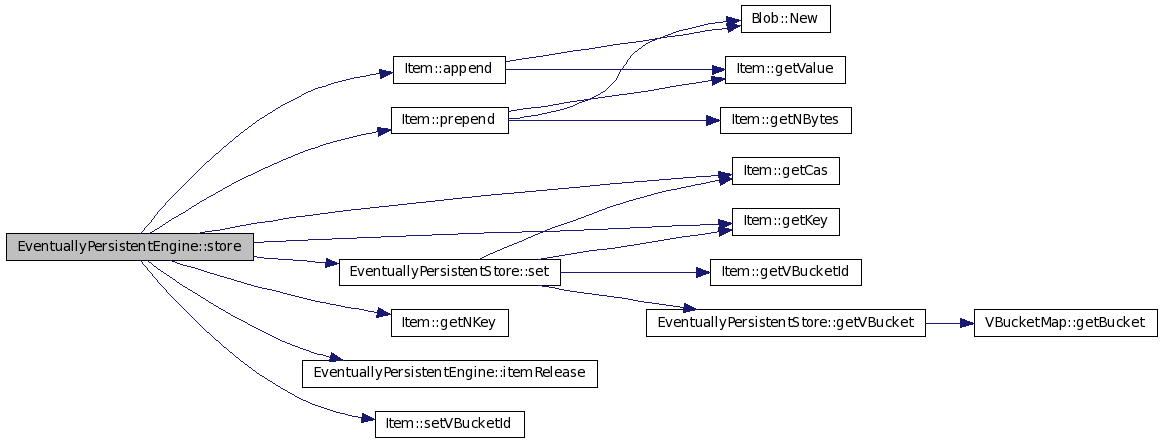 Blob::New
Item::append
Item::getValue
Item::prepend
Item::getNBytes
Item::getCas
Item::getKey
EventuallyPersistentEngine::store
EventuallyPersistentStore::set
Item::getVBucketId
Item::getNKey
EventuallyPersistentStore::getVBucket
VBucketMap::getBucket
EventuallyPersistentEngine::itemRelease
Item::setVBucketId